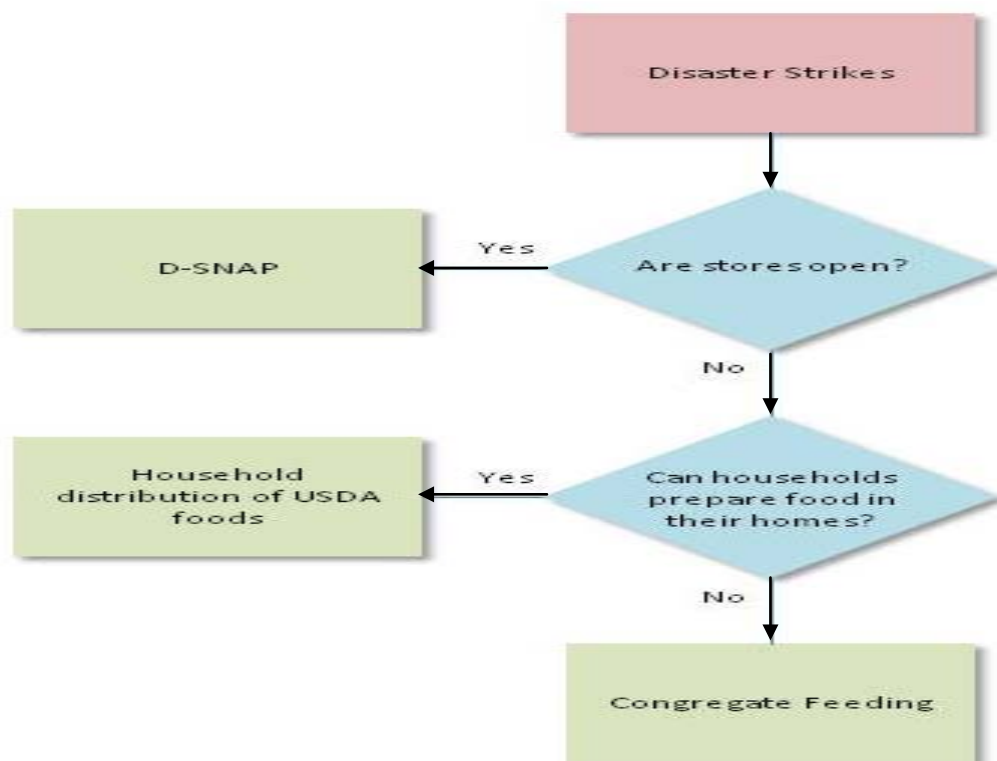 Disaster Strikes
Are stores open?
Yes
D-SNAP
No
Can households
prepare food in
their homes?
Yes
Household
distribution of USDA
foods
No
Congregate Feeding